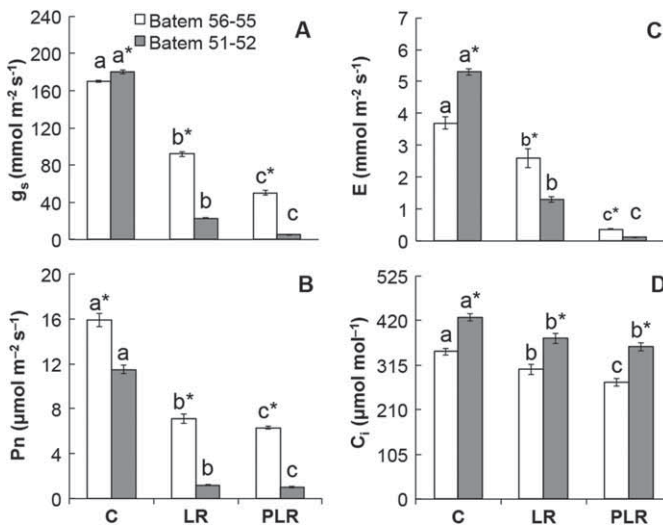 Batem 56-55
Batem 51-52
A
gs (mmol m⁻² s⁻¹)
200
160
120
80
40
0
a a*
b* b
c* c
C
E (mmol m⁻² s⁻¹)
7
6
5
4
3
2
1
0
a a*
b* b
c* c
B
Pn (µmol m⁻² s⁻¹)
16
12
8
4
0
a* a
b* b
c* c
C LR PLR
D
Ci (µmol mol⁻¹)
525
420
315
210
105
0
a a*
b b*
c b*
C LR PLR